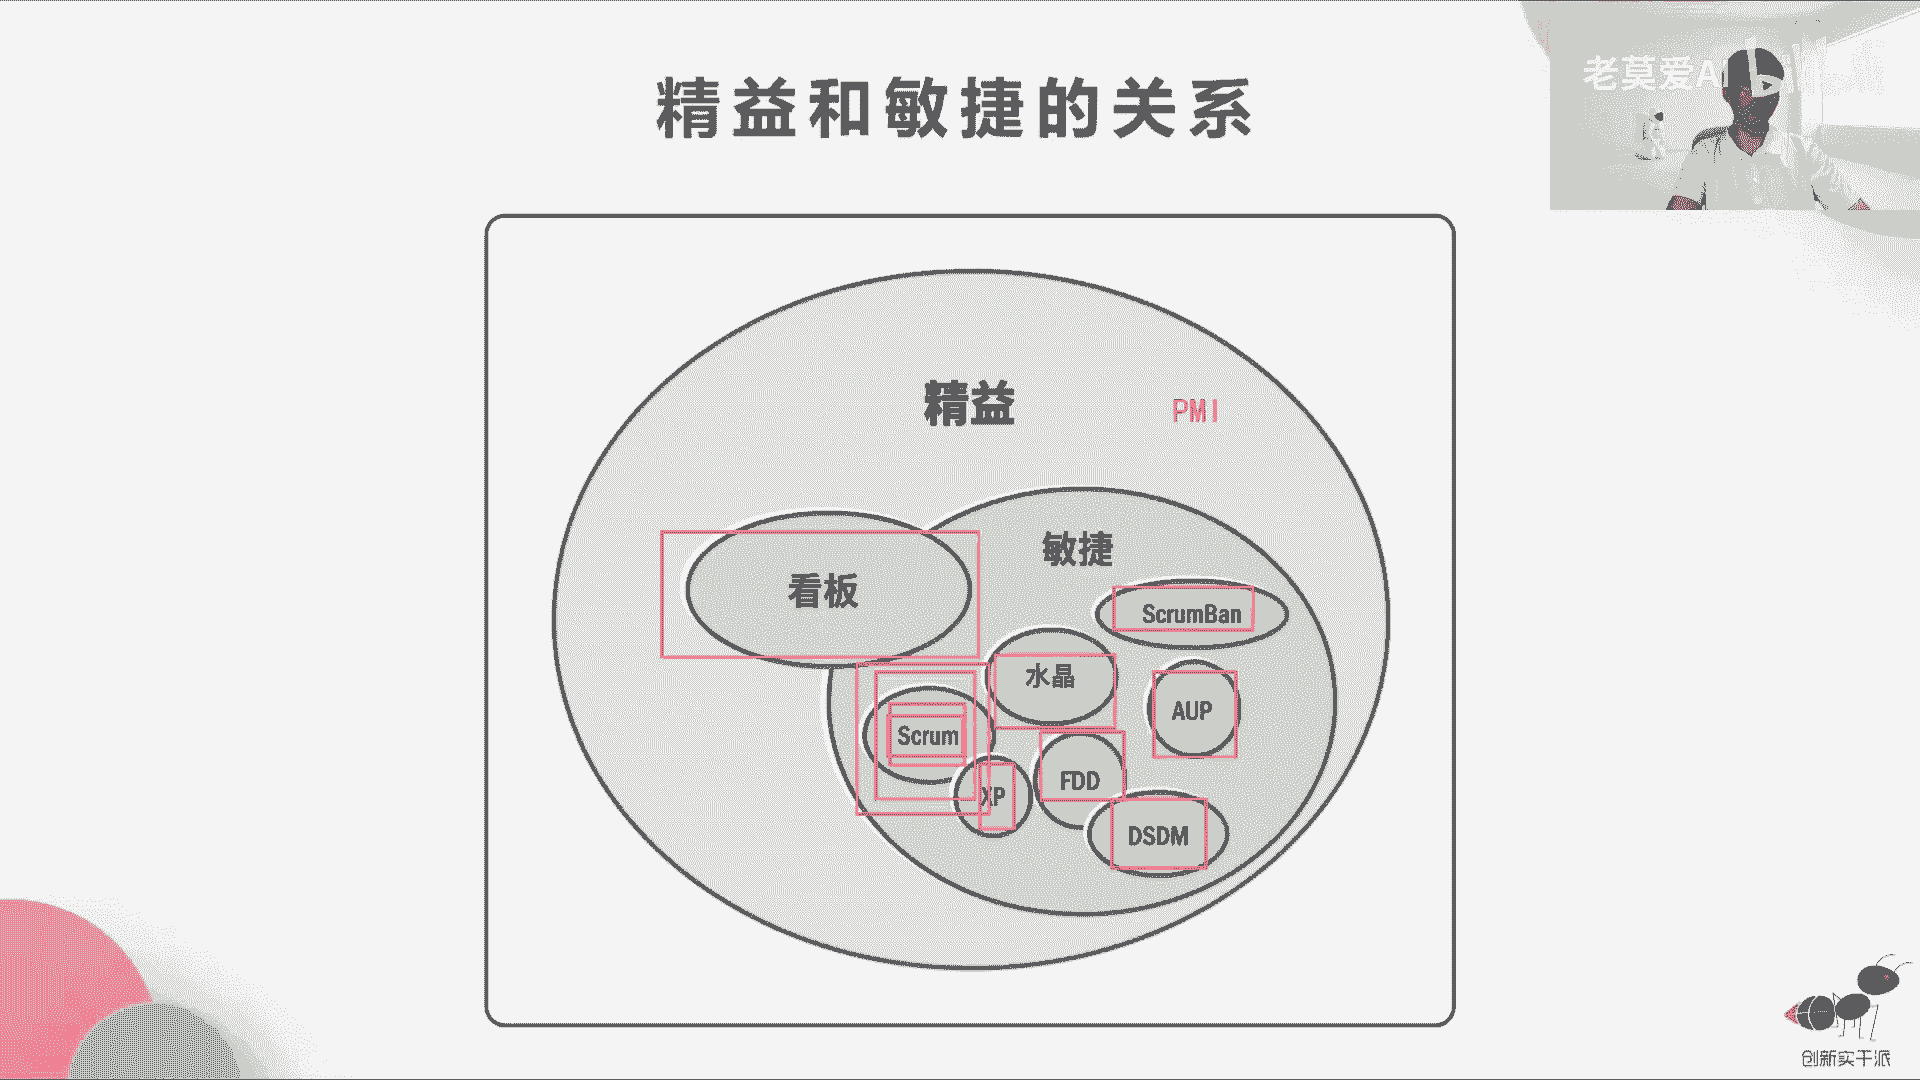 精益和敏捷的关系
老莫爱A
精益
PMI
敏捷
看板
ScrumBan
水晶
AUP
Scrum
XP
FDD
DSDM
创新实干派